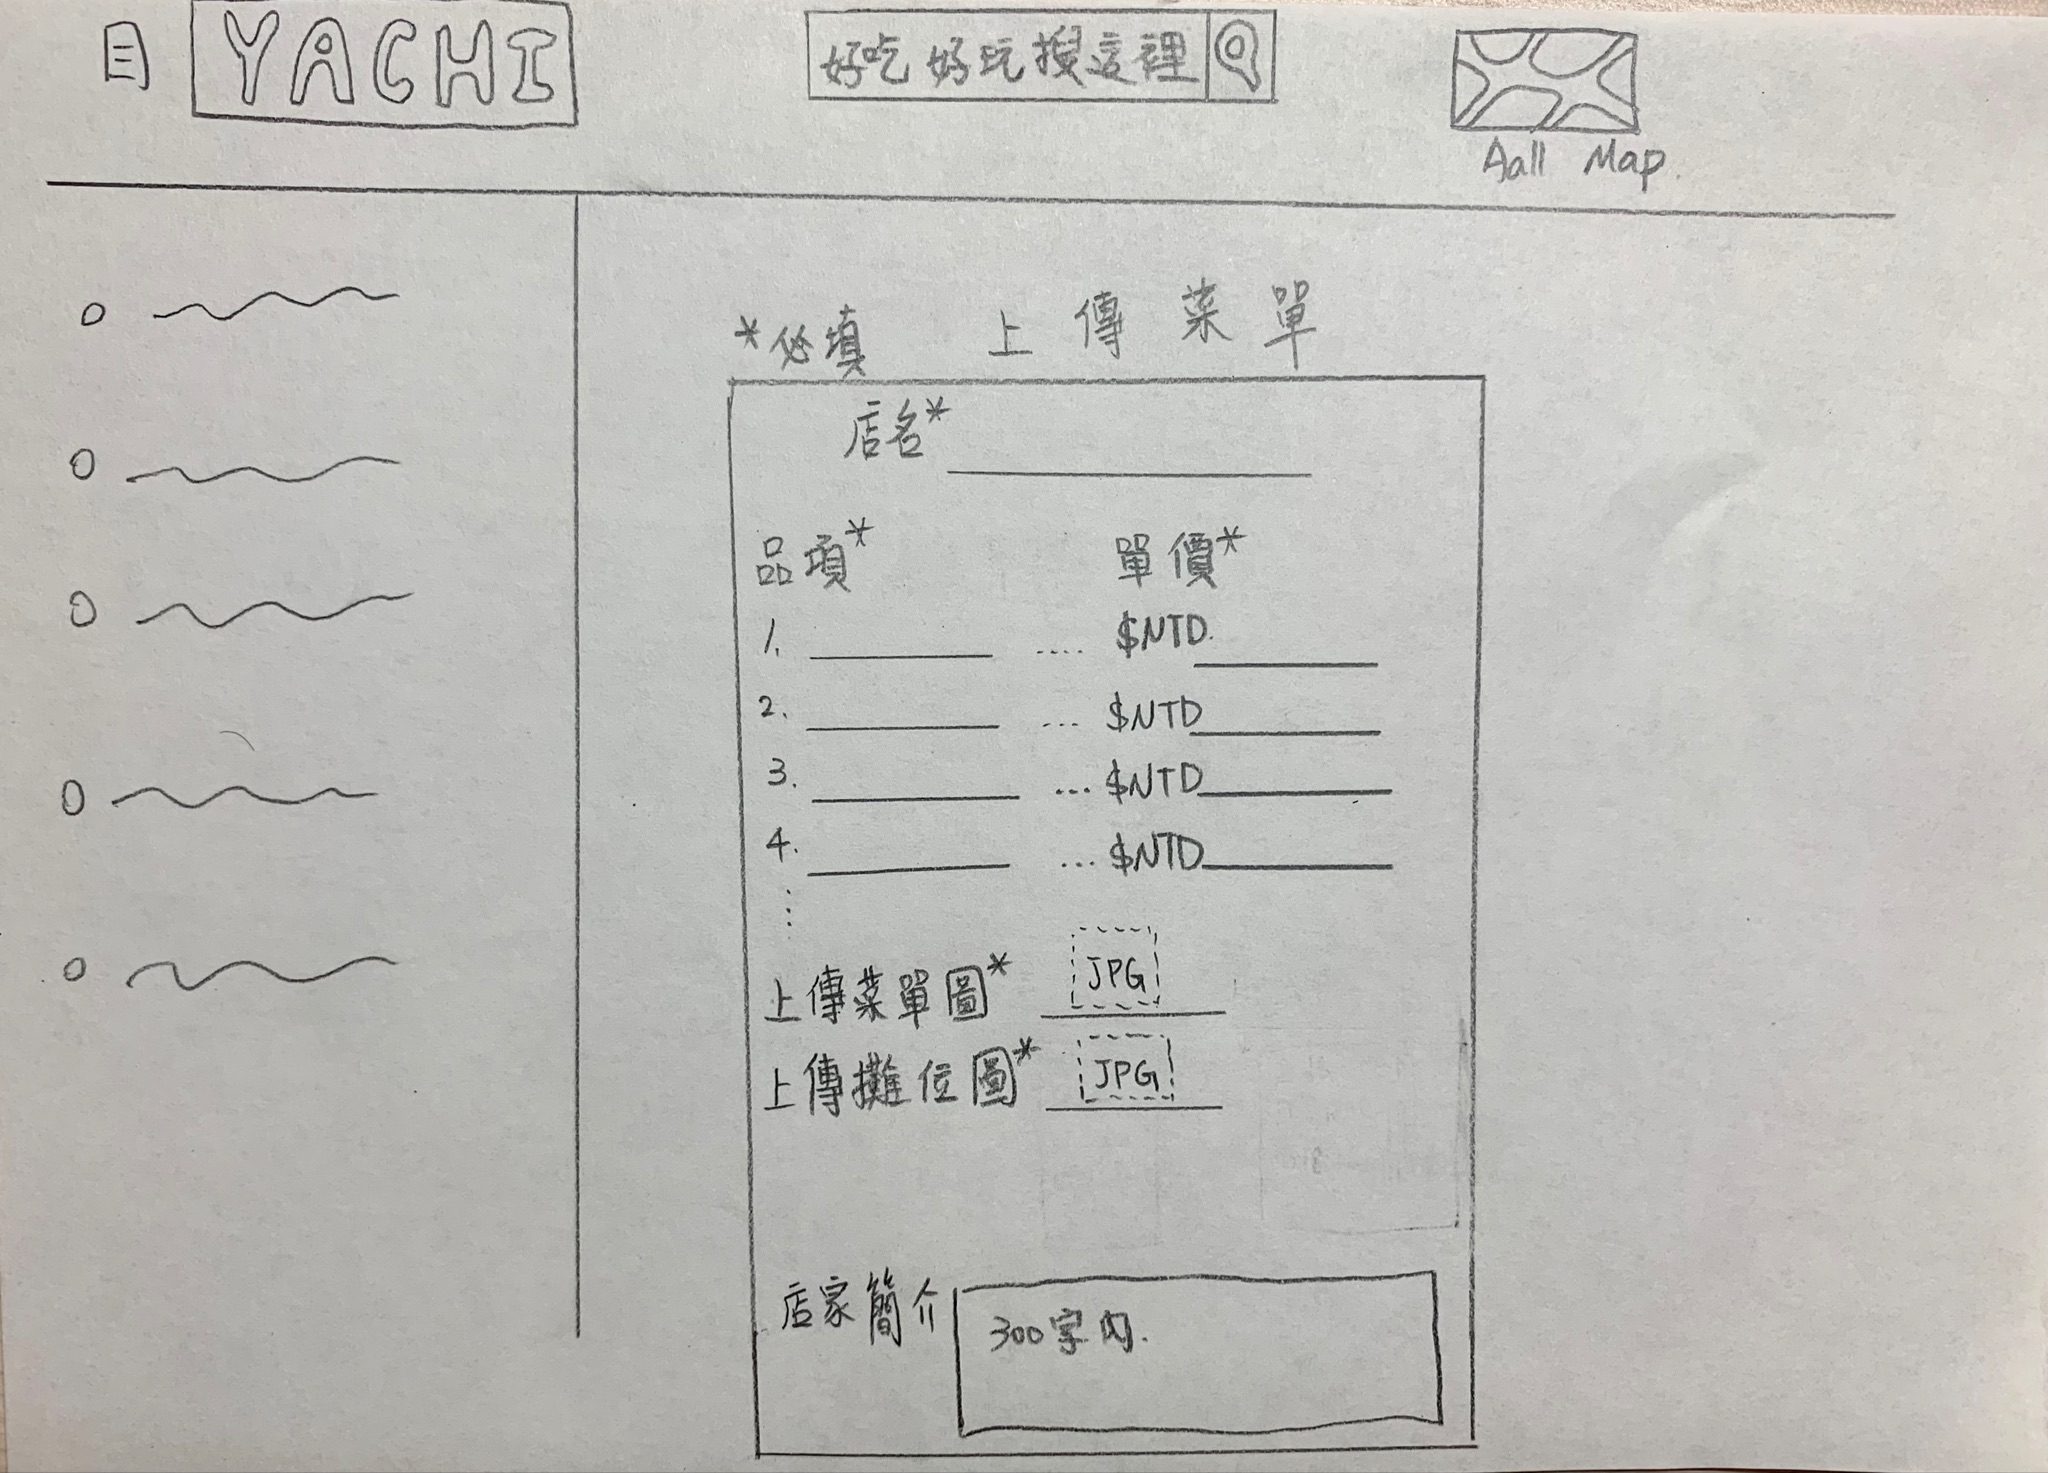 YACHI
好吃 好玩 搜這裡
Aall Map.
*必填 上傳菜單
店名*
品項* 單價*
1. .... $NTD.
2. ... $NTD
3. ... $NTD
4. ... $NTD
上傳菜單圖* JPG
上傳攤位圖* JPG
店家簡介 300字內.